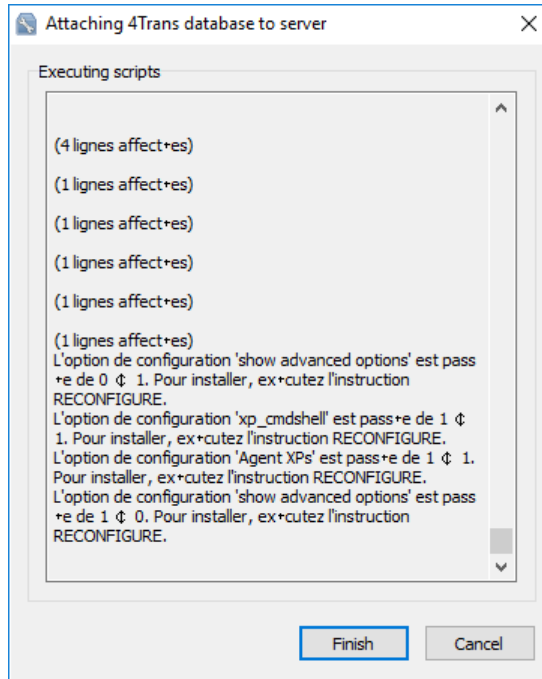 Attaching 4Trans database to server
Executing scripts
(4 lignes affect+es)
(1 lignes affect+es)
(1 lignes affect+es)
(1 lignes affect+es)
(1 lignes affect+es)
(1 lignes affect+es)
L'option de configuration 'show advanced options' est pass
+e de 0 ¢ 1. Pour installer, ex+cutez l'instruction
RECONFIGURE.
L'option de configuration 'xp_cmdshell' est pass+e de 1 ¢
1. Pour installer, ex+cutez l'instruction RECONFIGURE.
L'option de configuration 'Agent XPs' est pass+e de 1 ¢ 1.
Pour installer, ex+cutez l'instruction RECONFIGURE.
L'option de configuration 'show advanced options' est pass
+e de 1 ¢ 0. Pour installer, ex+cutez l'instruction
RECONFIGURE.
Finish
Cancel